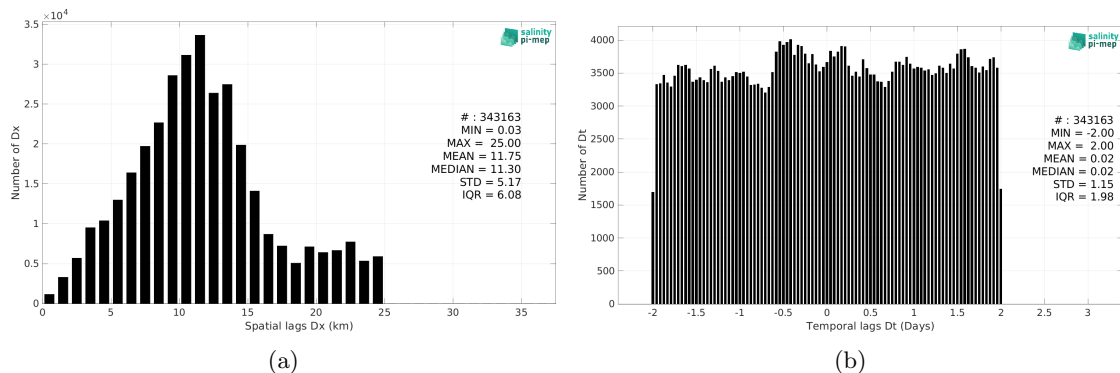 ×10⁴
3.5
3
2.5
2
1.5
1
0.5
0
Number of Dx
salinity
pi-mep
# : 343163
MIN = 0.03
MAX = 25.00
MEAN = 11.75
MEDIAN = 11.30
STD = 5.17
IQR = 6.08
0 5 10 15 20 25 30 35
Spatial lags Dx (km)
(a)
4000
3500
3000
2500
2000
1500
1000
500
0
Number of Dt
salinity
pi-mep
# : 343163
MIN = -2.00
MAX = 2.00
MEAN = 0.02
MEDIAN = 0.02
STD = 1.15
IQR = 1.98
-2 -1.5 -1 -0.5 0 0.5 1 1.5 2 2.5 3
Temporal lags Dt (Days)
(b)